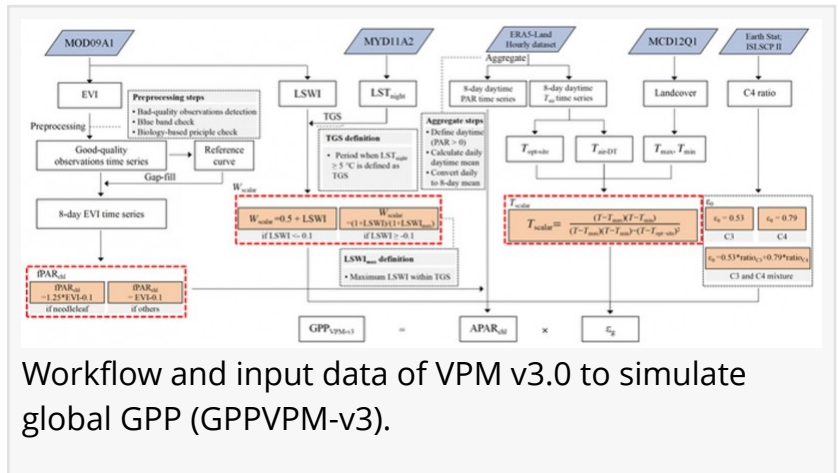 MOD09A1
MYD11A2
ERA5-Land
Hourly dataset
MCD12Q1
Earth Stat;
ISLSCP II
Aggregate
EVI
Preprocessing steps
• Bad-quality observations detection
• Blue band check
• Biology-based priciple check
LSWI
LSTnight
8-day daytime
PAR time series
8-day daytime
Tair time series
Landcover
C4 ratio
Preprocessing
TGS
Good-quality
observations time series
Reference
curve
TGS definition
• Period when LSTnight
≥ 5 °C is defined as
TGS
Aggregate steps
• Define daytime
(PAR > 0)
• Calculate daily
daytime mean
• Convert daily
to 8-day mean
Topt-site
Tair-DT
Tmax, Tmin
Gap-fill
8-day EVI time series
Wscalar
Wscalar=0.5 + LSWI
if LSWI <- 0.1
Wscalar
=(1+LSWI)/(1+LSWImax)
if LSWI ≥ -0.1
Tscalar
Tscalar= (T−Tmax)(T−Tmin)
(T−Tmax)(T−Tmin)−(T−Topt-site)²
ε0
ε0 = 0.53
C3
ε0 = 0.79
C4
ε0=0.53*ratioC3+0.79*ratioC4
C3 and C4 mixture
LSWImax definition
• Maximum LSWI within TGS
fPARchl
fPARchl
=1.25*EVI-0.1
if needleleaf
fPARchl
= EVI-0.1
if others
GPPVPM-v3 = APARchl × εg
Workflow and input data of VPM v3.0 to simulate
global GPP (GPPVPM-v3).